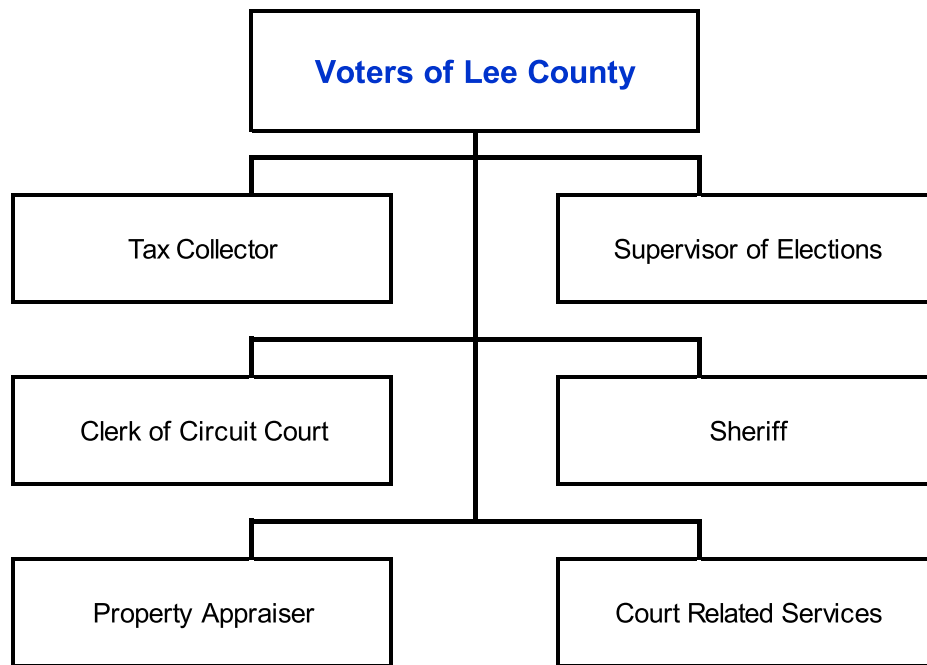 Voters of Lee County
Tax Collector
Supervisor of Elections
Clerk of Circuit Court
Sheriff
Property Appraiser
Court Related Services